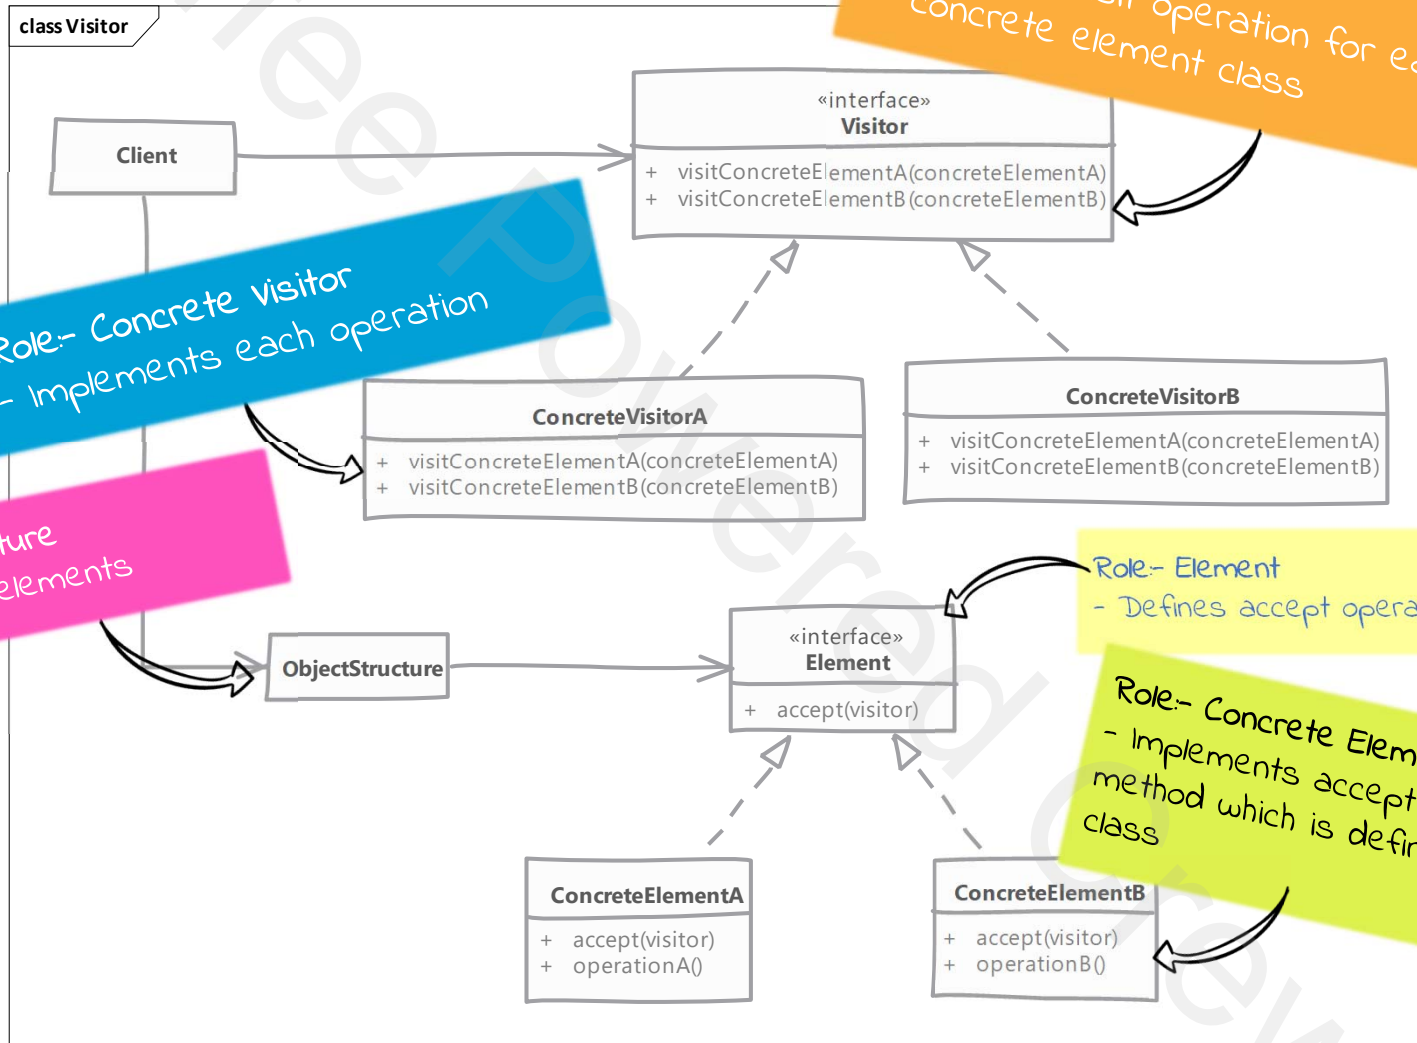 class Visitor
operation for
concrete element class
«interface»
Visitor
+ visitConcreteElementA(concreteElementA)
+ visitConcreteElementB(concreteElementB)
Client
Role:- Concrete Visitor
- Implements each operation
ConcreteVisitorA
+ visitConcreteElementA(concreteElementA)
+ visitConcreteElementB(concreteElementB)
ConcreteVisitorB
+ visitConcreteElementA(concreteElementA)
+ visitConcreteElementB(concreteElementB)
ture
elements
Role:- Element
- Defines accept opera
ObjectStructure
«interface»
Element
+ accept(visitor)
Role:- Concrete Elem
- Implements accept
method which is defin
class
ConcreteElementA
+ accept(visitor)
+ operationA()
ConcreteElementB
+ accept(visitor)
+ operationB()
Powered